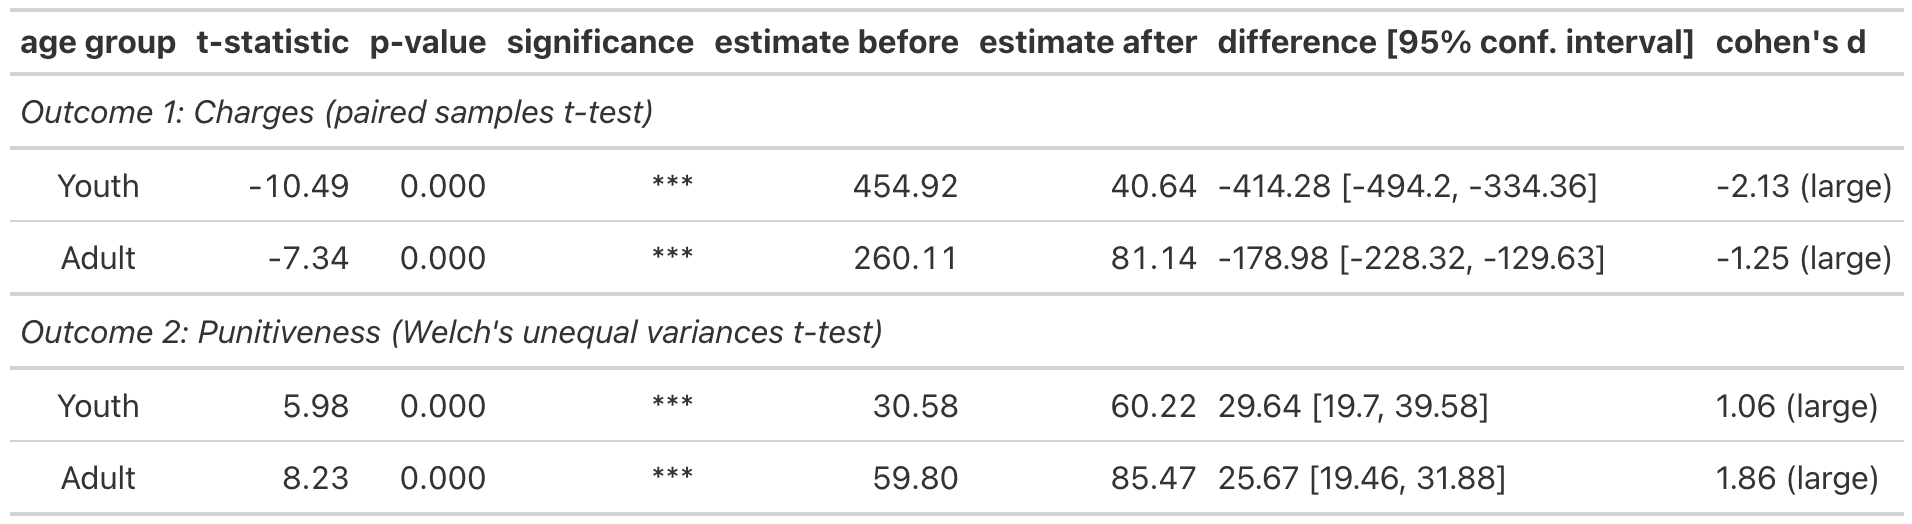 age group t-statistic p-value significance estimate before estimate after difference [95% conf. interval] cohen's d
Outcome 1: Charges (paired samples t-test)
Youth -10.49 0.000 *** 454.92 40.64 -414.28 [-494.2, -334.36] -2.13 (large)
Adult -7.34 0.000 *** 260.11 81.14 -178.98 [-228.32, -129.63] -1.25 (large)
Outcome 2: Punitiveness (Welch's unequal variances t-test)
Youth 5.98 0.000 *** 30.58 60.22 29.64 [19.7, 39.58] 1.06 (large)
Adult 8.23 0.000 *** 59.80 85.47 25.67 [19.46, 31.88] 1.86 (large)